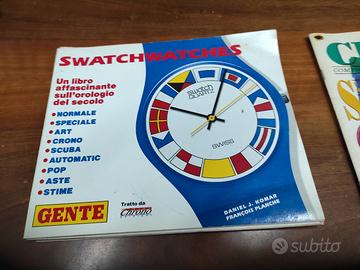 SWATCHWATCHES
Un libro
affascinante
sull'orologio
del secolo
• NORMALE
• SPECIALE
• ART
• CRONO
• SCUBA
• AUTOMATIC
• POP
• ASTE
• STIME
swatch
QUARTZ
SWISS
GENTE
Tratto da
Chrono
DANIEL J. KOMAR
FRANÇOIS PLANCHE
subito